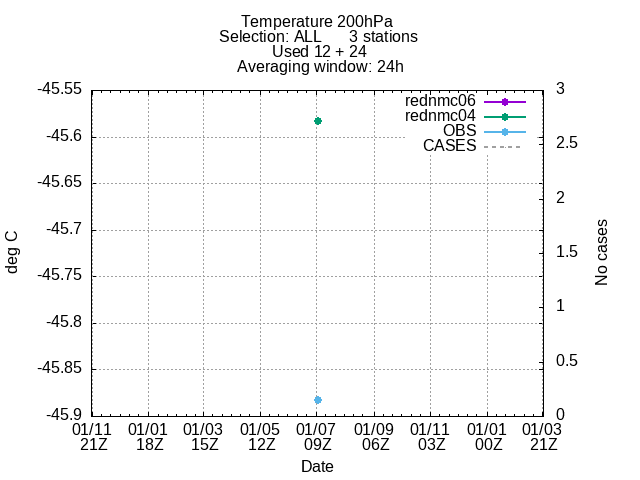 Temperature 200hPa
Selection: ALL 3 stations
Used 12 + 24
Averaging window: 24h
-45.55
-45.6
-45.65
-45.7
-45.75
-45.8
-45.85
-45.9
3
2.5
2
1.5
1
0.5
0
rednmc06
rednmc04
OBS
CASES
deg C
No cases
01/11 01/01 01/03 01/05 01/07 01/09 01/11 01/01 01/03
21Z 18Z 15Z 12Z 09Z 06Z 03Z 00Z 21Z
Date